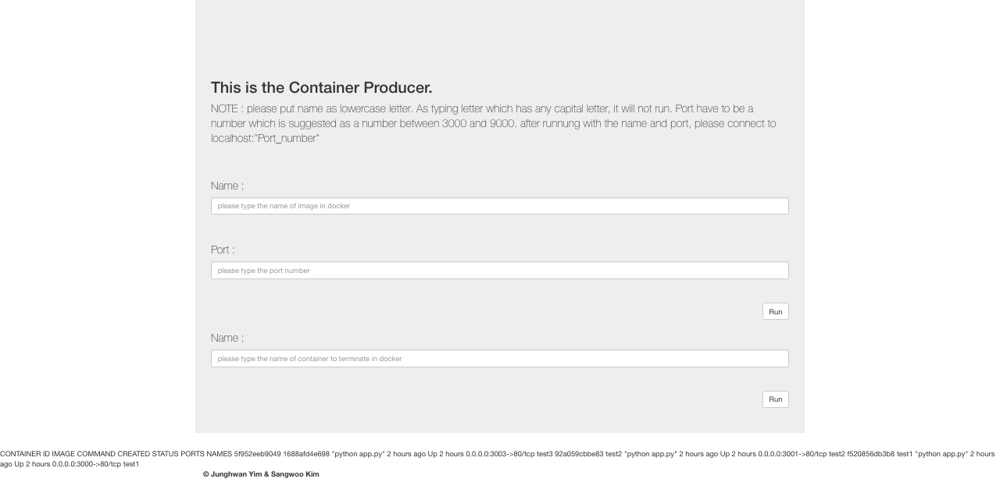 This is the Container Producer.
NOTE : please put name as lowercase letter. As typing letter which has any capital letter, it will not run. Port have to be a
number which is suggested as a number between 3000 and 9000. after runnung with the name and port, please connect to
localhost:"Port_number"
Name :
please type the name of image in docker
Port :
please type the port number
Run
Name :
please type the name of container to terminate in docker
Run
CONTAINER ID IMAGE COMMAND CREATED STATUS PORTS NAMES 5f952eeb9049 1688afd4e698 "python app.py" 2 hours ago Up 2 hours 0.0.0.0:3003->80/tcp test3 92a059cbbe83 test2 "python app.py" 2 hours ago Up 2 hours 0.0.0.0:3001->80/tcp test2 f520856db3b8 test1 "python app.py" 2 hours
ago Up 2 hours 0.0.0.0:3000->80/tcp test1
© Junghwan Yim & Sangwoo Kim